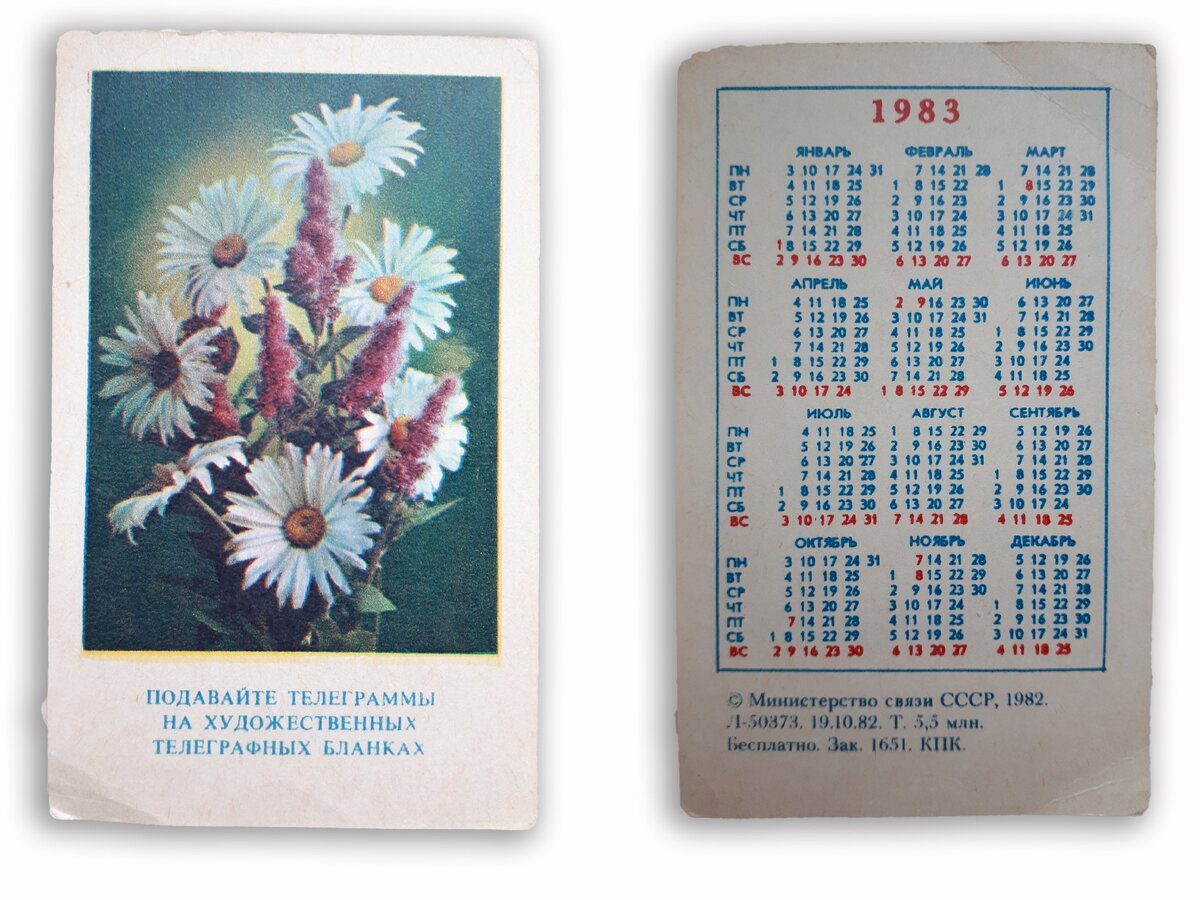 ПОДАВАЙТЕ ТЕЛЕГРАММЫ
НА ХУДОЖЕСТВЕННЫХ
ТЕЛЕГРАФНЫХ БЛАНКАХ
1983
ЯНВАРЬ ФЕВРАЛЬ МАРТ
ПН 3 10 17 24 31 7 14 21 28 7 14 21 28
ВТ 4 11 18 25 1 8 15 22 1 8 15 22 29
СР 5 12 19 26 2 9 16 23 2 9 16 23 30
ЧТ 6 13 20 27 3 10 17 24 3 10 17 24 31
ПТ 7 14 21 28 4 11 18 25 4 11 18 25
СБ 1 8 15 22 29 5 12 19 26 5 12 19 26
ВС 2 9 16 23 30 6 13 20 27 6 13 20 27
АПРЕЛЬ МАЙ ИЮНЬ
ПН 4 11 18 25 2 9 16 23 30 6 13 20 27
ВТ 5 12 19 26 3 10 17 24 31 7 14 21 28
СР 6 13 20 27 4 11 18 25 1 8 15 22 29
ЧТ 7 14 21 28 5 12 19 26 2 9 16 23 30
ПТ 1 8 15 22 29 6 13 20 27 3 10 17 24
СБ 2 9 16 23 30 7 14 21 28 4 11 18 25
ВС 3 10 17 24 1 8 15 22 29 5 12 19 26
ИЮЛЬ АВГУСТ СЕНТЯБРЬ
ПН 4 11 18 25 1 8 15 22 29 5 12 19 26
ВТ 5 12 19 26 2 9 16 23 30 6 13 20 27
СР 6 13 20 27 3 10 17 24 31 7 14 21 28
ЧТ 7 14 21 28 4 11 18 25 1 8 15 22 29
ПТ 1 8 15 22 29 5 12 19 26 2 9 16 23 30
СБ 2 9 16 23 30 6 13 20 27 3 10 17 24
ВС 3 10 17 24 31 7 14 21 28 4 11 18 25
ОКТЯБРЬ НОЯБРЬ ДЕКАБРЬ
ПН 3 10 17 24 31 7 14 21 28 5 12 19 26
ВТ 4 11 18 25 1 8 15 22 29 6 13 20 27
СР 5 12 19 26 2 9 16 23 30 7 14 21 28
ЧТ 6 13 20 27 3 10 17 24 1 8 15 22 29
ПТ 7 14 21 28 4 11 18 25 2 9 16 23 30
СБ 1 8 15 22 29 5 12 19 26 3 10 17 24 31
ВС 2 9 16 23 30 6 13 20 27 4 11 18 25
© Министерство связи СССР, 1982.
Л-50373. 19.10.82. Т. 5,5 млн.
Бесплатно. Зак. 1651. КПК.